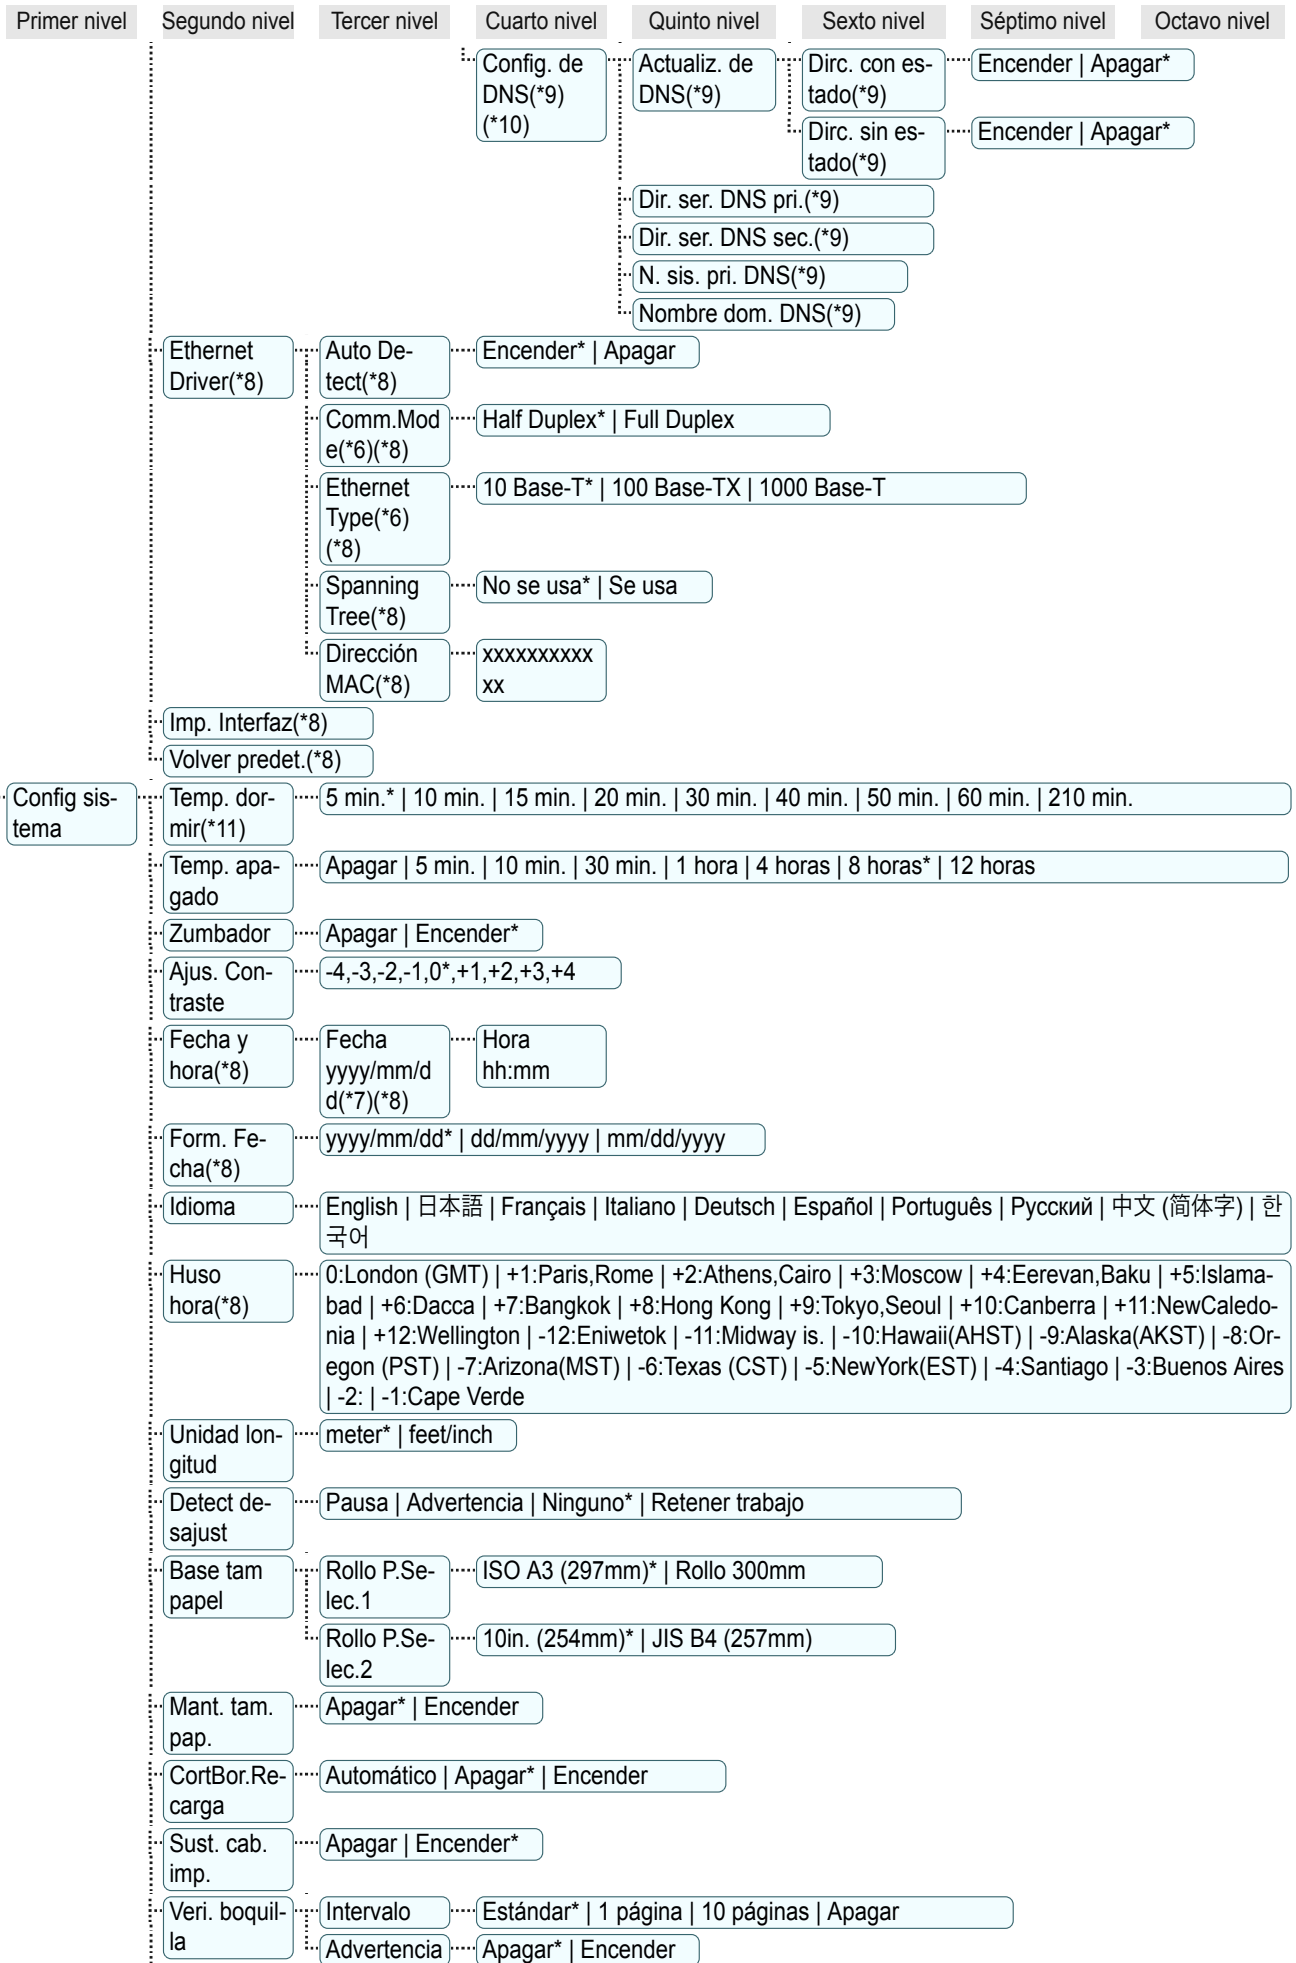 Primer nivel Segundo nivel Tercer nivel Cuarto nivel Quinto nivel Sexto nivel Séptimo nivel Octavo nivel
Config. de
DNS(*9)
(*10)
Actualiz. de
DNS(*9)
Dirc. con es-
tado(*9)
Encender | Apagar*
Dirc. sin es-
tado(*9)
Encender | Apagar*
Dir. ser. DNS pri.(*9)
Dir. ser. DNS sec.(*9)
N. sis. pri. DNS(*9)
Nombre dom. DNS(*9)
Ethernet
Driver(*8)
Auto De-
tect(*8)
Encender* | Apagar
Comm.Mod
e(*6)(*8)
Half Duplex* | Full Duplex
Ethernet
Type(*6)
(*8)
10 Base-T* | 100 Base-TX | 1000 Base-T
Spanning
Tree(*8)
No se usa* | Se usa
Dirección
MAC(*8)
xxxxxxxxxx
xx
Imp. Interfaz(*8)
Volver predet.(*8)
Config sis-
tema
Temp. dor-
mir(*11)
5 min.* | 10 min. | 15 min. | 20 min. | 30 min. | 40 min. | 50 min. | 60 min. | 210 min.
Temp. apa-
gado
Apagar | 5 min. | 10 min. | 30 min. | 1 hora | 4 horas | 8 horas* | 12 horas
Zumbador
Apagar | Encender*
Ajus. Con-
traste
-4,-3,-2,-1,0*,+1,+2,+3,+4
Fecha y
hora(*8)
Fecha
yyyy/mm/d
d(*7)(*8)
Hora
hh:mm
Form. Fe-
cha(*8)
yyyy/mm/dd* | dd/mm/yyyy | mm/dd/yyyy
Idioma
English | 日本語 | Français | Italiano | Deutsch | Español | Português | Русский | 中文 (简体字) | 한
국어
Huso
hora(*8)
0:London (GMT) | +1:Paris,Rome | +2:Athens,Cairo | +3:Moscow | +4:Eerevan,Baku | +5:Islama-
bad | +6:Dacca | +7:Bangkok | +8:Hong Kong | +9:Tokyo,Seoul | +10:Canberra | +11:NewCaledo-
nia | +12:Wellington | -12:Eniwetok | -11:Midway is. | -10:Hawaii(AHST) | -9:Alaska(AKST) | -8:Or-
egon (PST) | -7:Arizona(MST) | -6:Texas (CST) | -5:NewYork(EST) | -4:Santiago | -3:Buenos Aires
| -2: | -1:Cape Verde
Unidad lon-
gitud
meter* | feet/inch
Detect de-
sajust
Pausa | Advertencia | Ninguno* | Retener trabajo
Base tam
papel
Rollo P.Se-
lec.1
ISO A3 (297mm)* | Rollo 300mm
Rollo P.Se-
lec.2
10in. (254mm)* | JIS B4 (257mm)
Mant. tam.
pap.
Apagar* | Encender
CortBor.Re-
carga
Automático | Apagar* | Encender
Sust. cab.
imp.
Apagar | Encender*
Veri. boquil-
la
Intervalo
Estándar* | 1 página | 10 páginas | Apagar
Advertencia
Apagar* | Encender